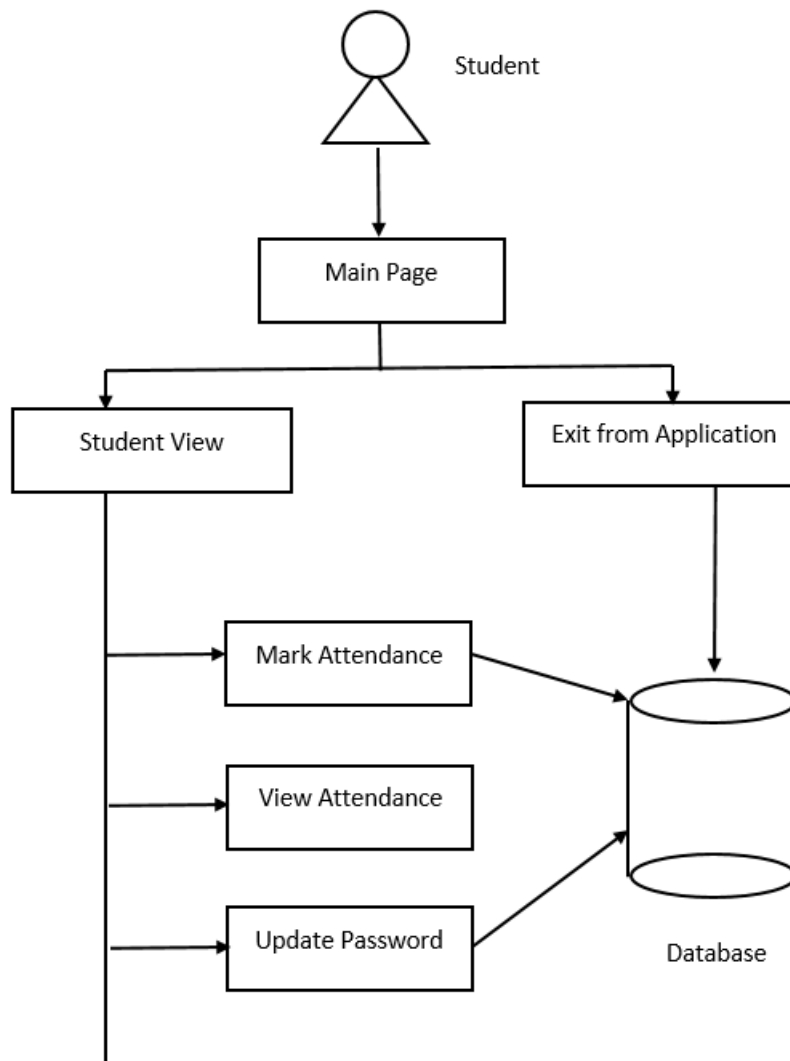 Student
Main Page
Student View
Exit from Application
Mark Attendance
View Attendance
Update Password
Database